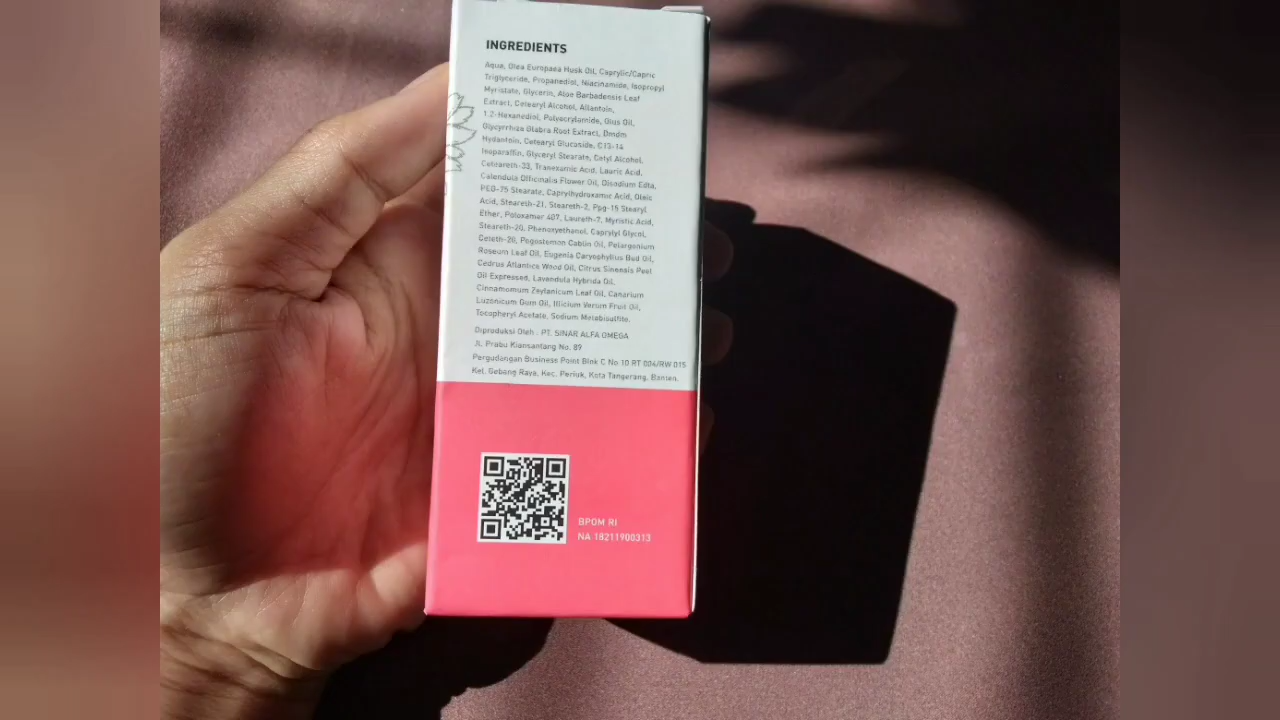 INGREDIENTS
Aqua, Olea Europaea Husk Oil, Caprylic/Capric
Triglyceride, Propanediol, Niacinamide, Isopropyl
Myristate, Glycerin, Aloe Barbadensis Leaf
Extract, Cetearyl Alcohol, Allantoin,
1.2-Hexanediol, Polyacrylamide, Olus Oil,
Glycyrrhiza Glabra Root Extract, Dmdm
Hydantoin, Cetearyl Glucoside, C13-14
Isoparaffin, Glyceryl Stearate, Cetyl Alcohol,
Ceteareth-33, Tranexamic Acid, Lauric Acid,
Calendula Officinalis Flower Oil, Disodium Edta,
PEG-75 Stearate, Caprylhydroxamic Acid, Oleic
Acid, Steareth-21, Steareth-2, Ppg-15 Stearyl
Ether, Poloxamer 407, Laureth-7, Myristic Acid,
Steareth-20, Phenoxyethanol, Caprylyl Glycol,
Ceteth-20, Pogostemon Cablin Oil, Pelargonium
Roseum Leaf Oil, Eugenia Caryophyllus Bud Oil,
Cedrus Atlantica Wood Oil, Citrus Sinensis Peel
Oil Expressed, Lavendula Hybrida Oil,
Cinnamomum Zeylanicum Leaf Oil, Canarium
Luzonicum Gum Oil, Illicium Verum Fruit Oil,
Tocopheryl Acetate, Sodium Metabisulfite.
Diproduksi Oleh : PT. SINAR ALFA OMEGA
JL. Prabu Kiansantang No. 89
Pergudangan Business Point Blok C No 10 RT 004/RW 015
Kel. Gebang Raya, Kec. Periuk, Kota Tangerang, Banten.
BPOM RI
NA 18211900313